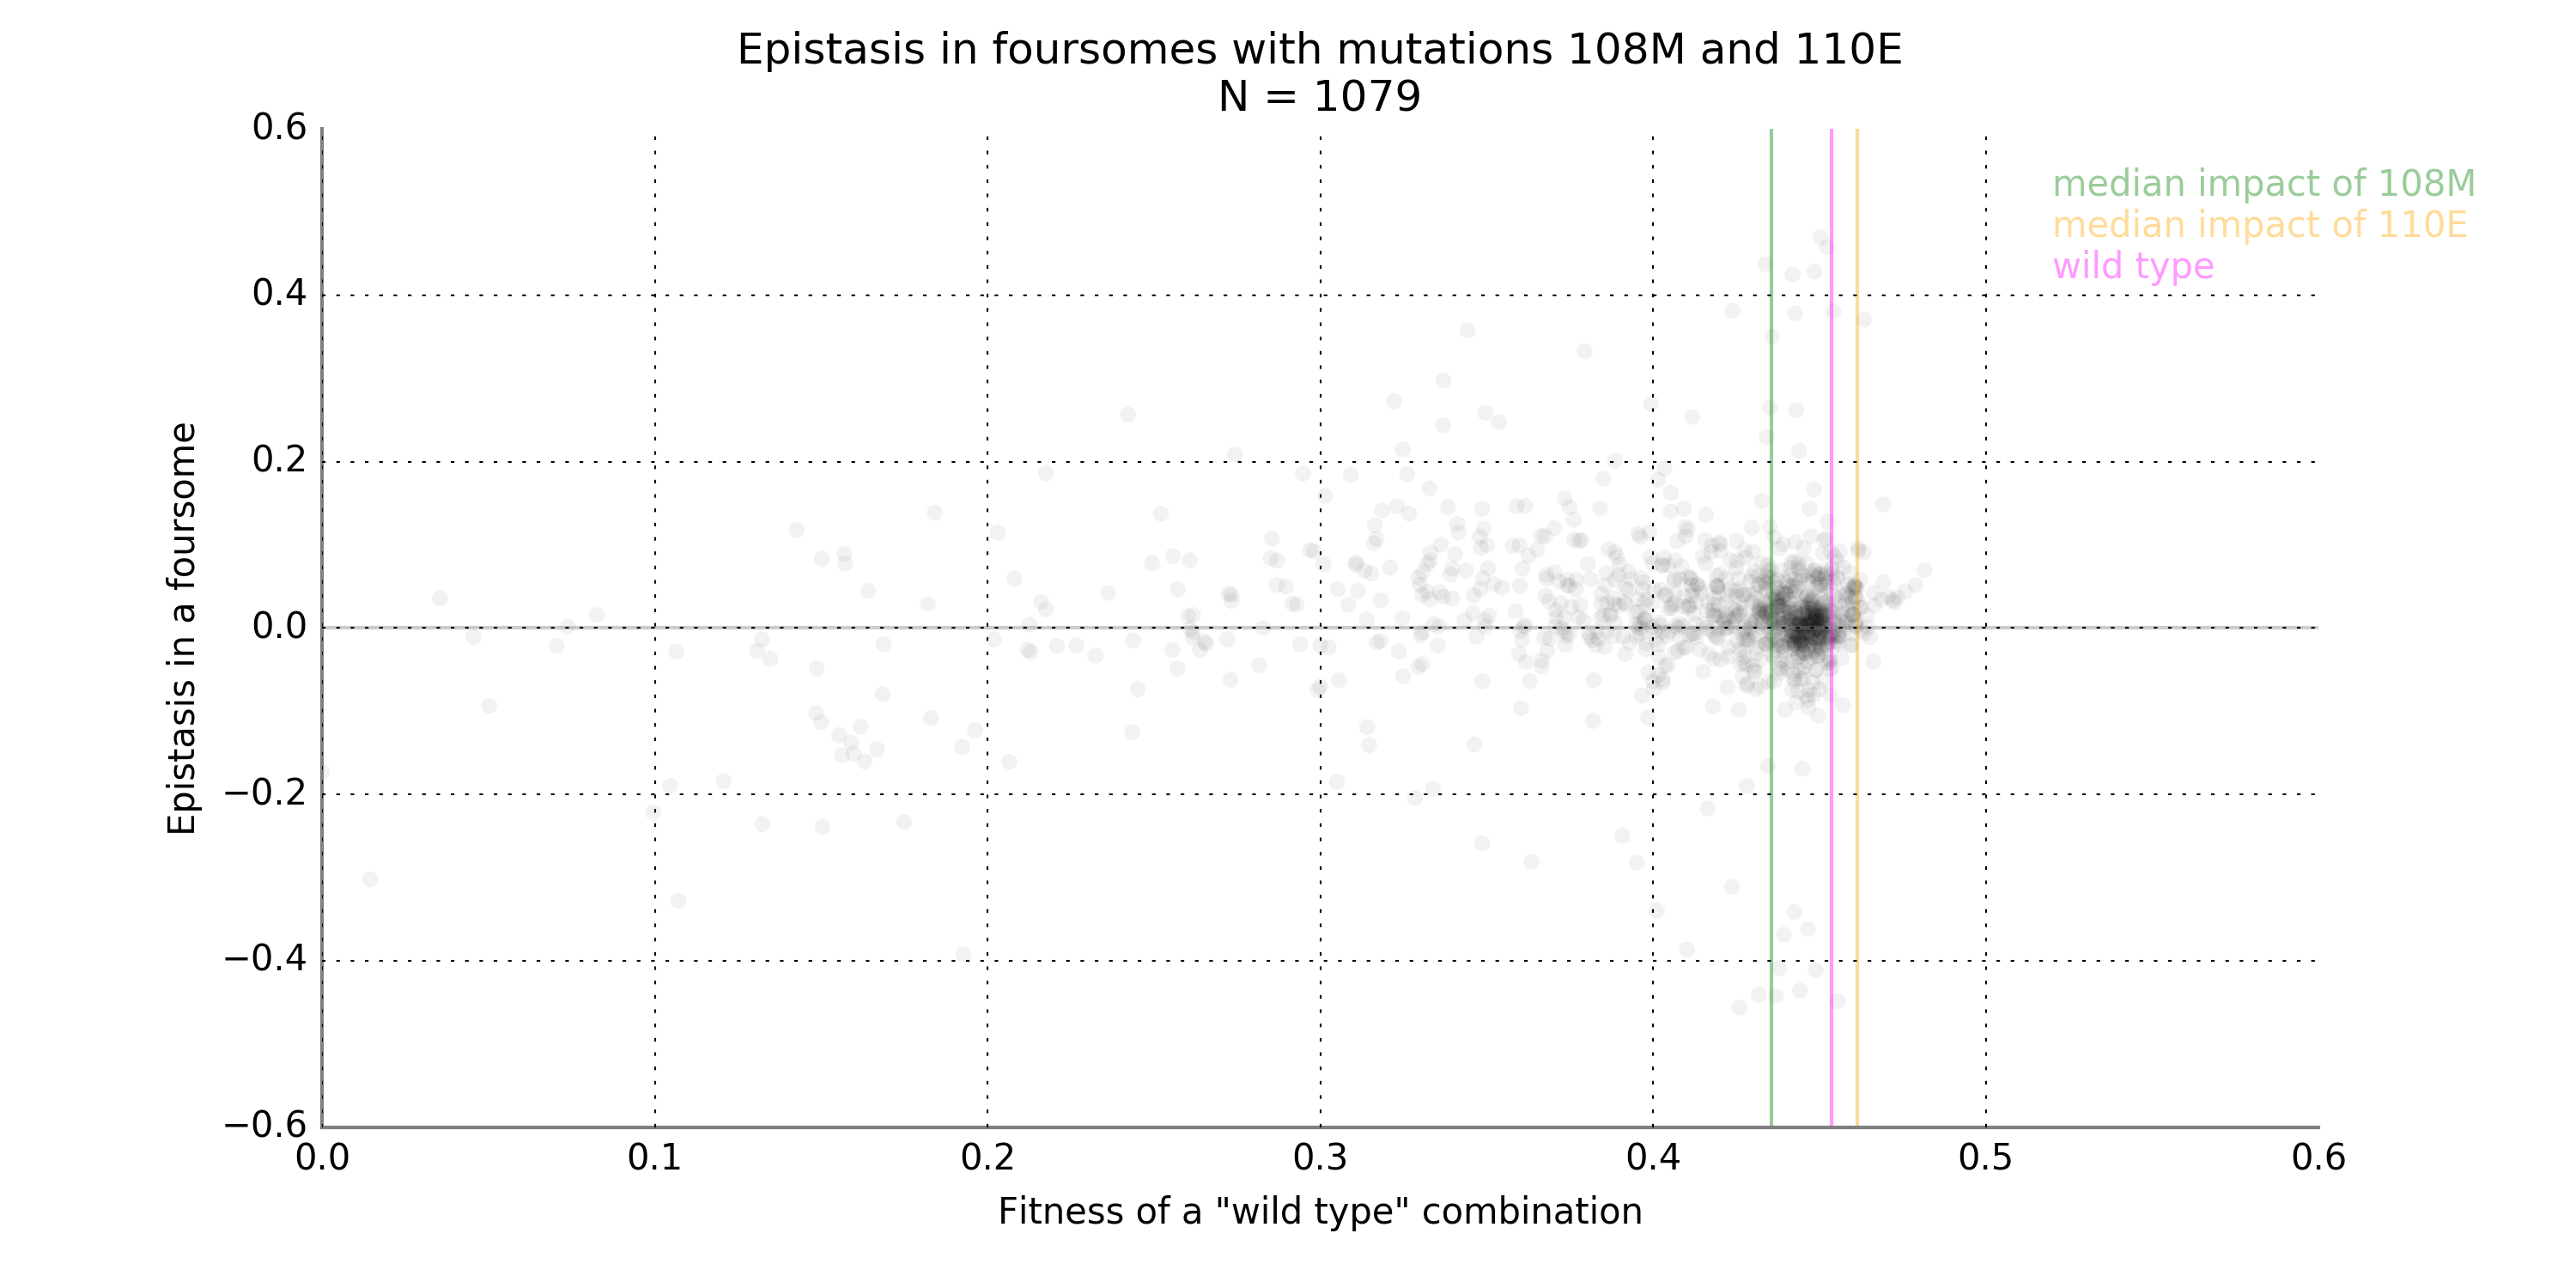 Epistasis in foursomes with mutations 108M and 110E
N = 1079
median impact of 108M
median impact of 110E
wild type
Epistasis in a foursome
0.6
0.4
0.2
0.0
−0.2
−0.4
−0.6
0.0 0.1 0.2 0.3 0.4 0.5 0.6
Fitness of a "wild type" combination